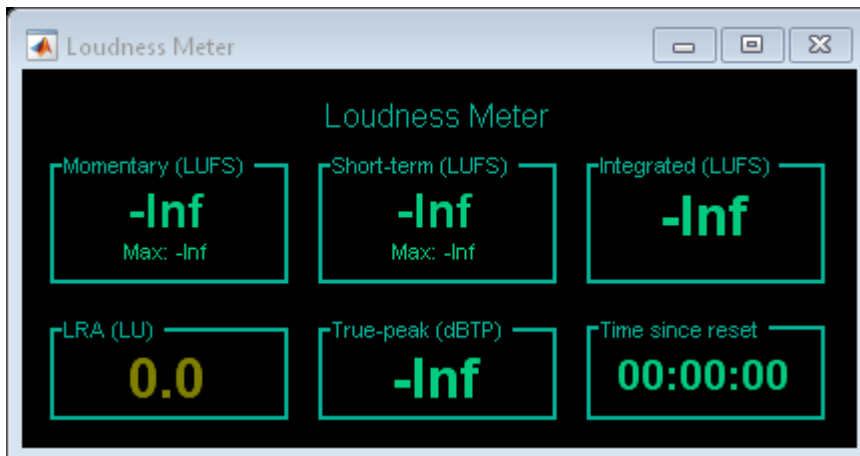 Loudness Meter
Loudness Meter
Momentary (LUFS)
-Inf
Max: -Inf
Short-term (LUFS)
-Inf
Max: -Inf
Integrated (LUFS)
-Inf
LRA (LU)
0.0
True-peak (dBTP)
-Inf
Time since reset
00:00:00